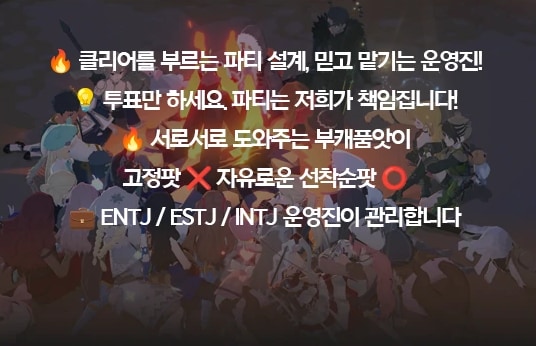 🔥 클리어를 부르는 파티 설계, 믿고 맡기는 운영진!
💡 투표만 하세요. 파티는 저희가 책임집니다!
🔥 서로서로 도와주는 부캐품앗이
고정팟 ❌ 자유로운 선착순팟 ⭕
💼 ENTJ / ESTJ / INTJ 운영진이 관리합니다